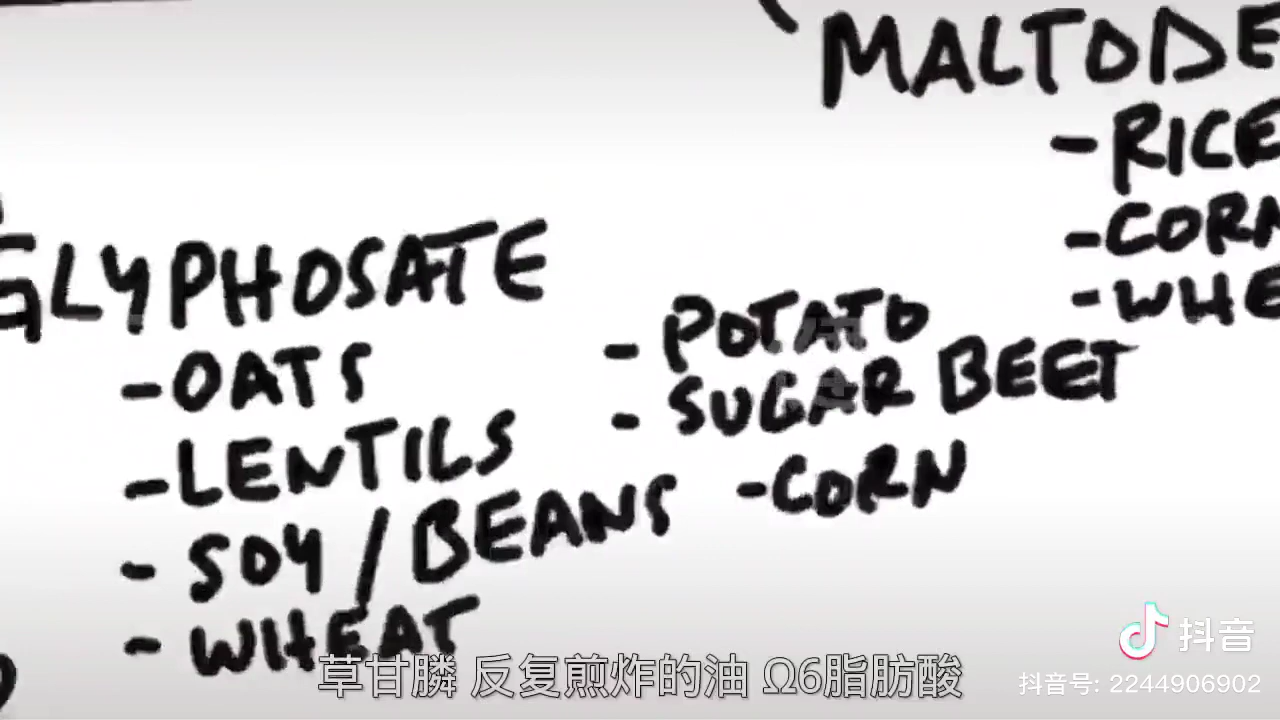 MALTODE
- RICE
- CORN
- WHE
GLYPHOSATE
- OATS
- LENTILS
- SOY / BEANS
- WHEAT
- POTATO
- SUGAR BEET
- CORN
草甘膦 反复煎炸的油 Ω6脂肪酸
抖音
抖音号: 2244906902